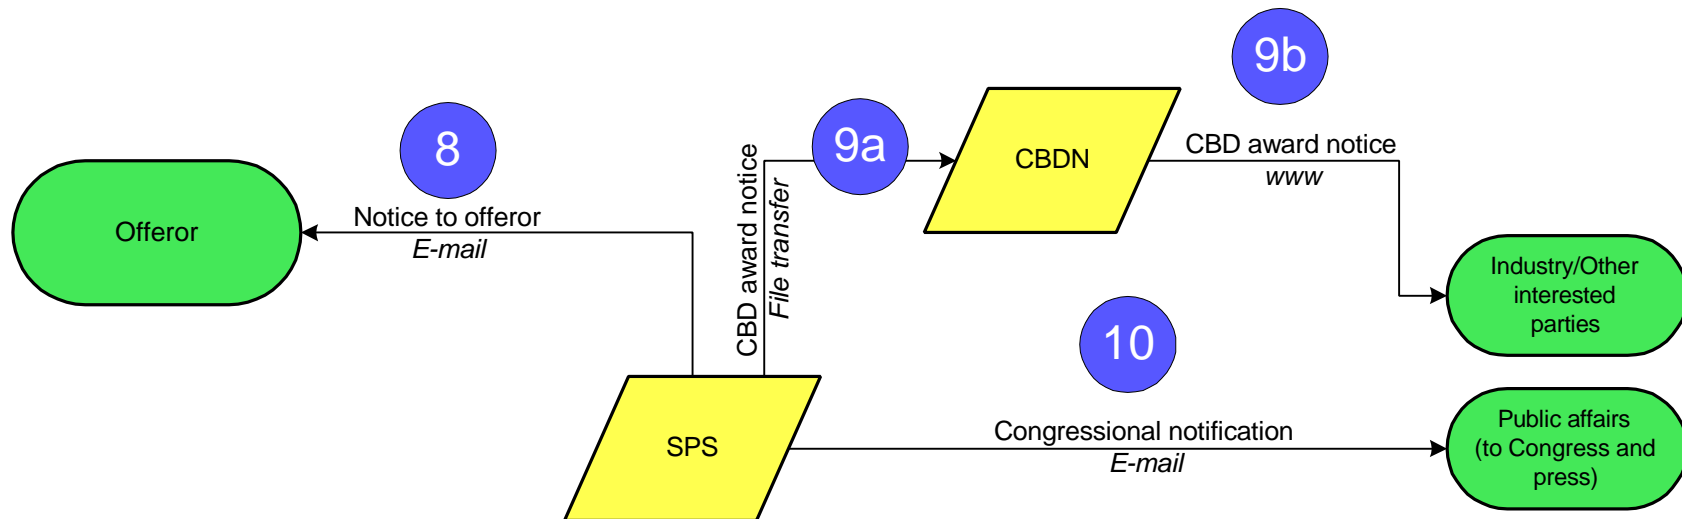 9b
8
9a
CBDN
CBD award notice
www
CBD award notice
File transfer
Notice to offeror
E-mail
Offeror
Industry/Other
interested
parties
10
SPS
Congressional notification
E-mail
Public affairs
(to Congress and
press)